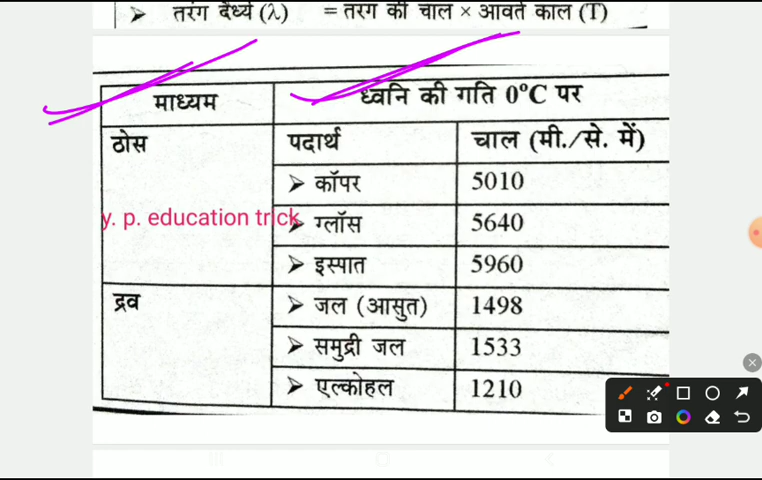 ➤ तरंग दैर्ध्य (λ) = तरंग की चाल × आवर्त काल (T)
माध्यम ध्वनि की गति 0°C पर
ठोस पदार्थ चाल (मी./से. में)
➤ कॉपर 5010
y. p. education trick ➤ ग्लॉस 5640
➤ इस्पात 5960
द्रव ➤ जल (आसुत) 1498
➤ समुद्री जल 1533
➤ एल्कोहल 1210